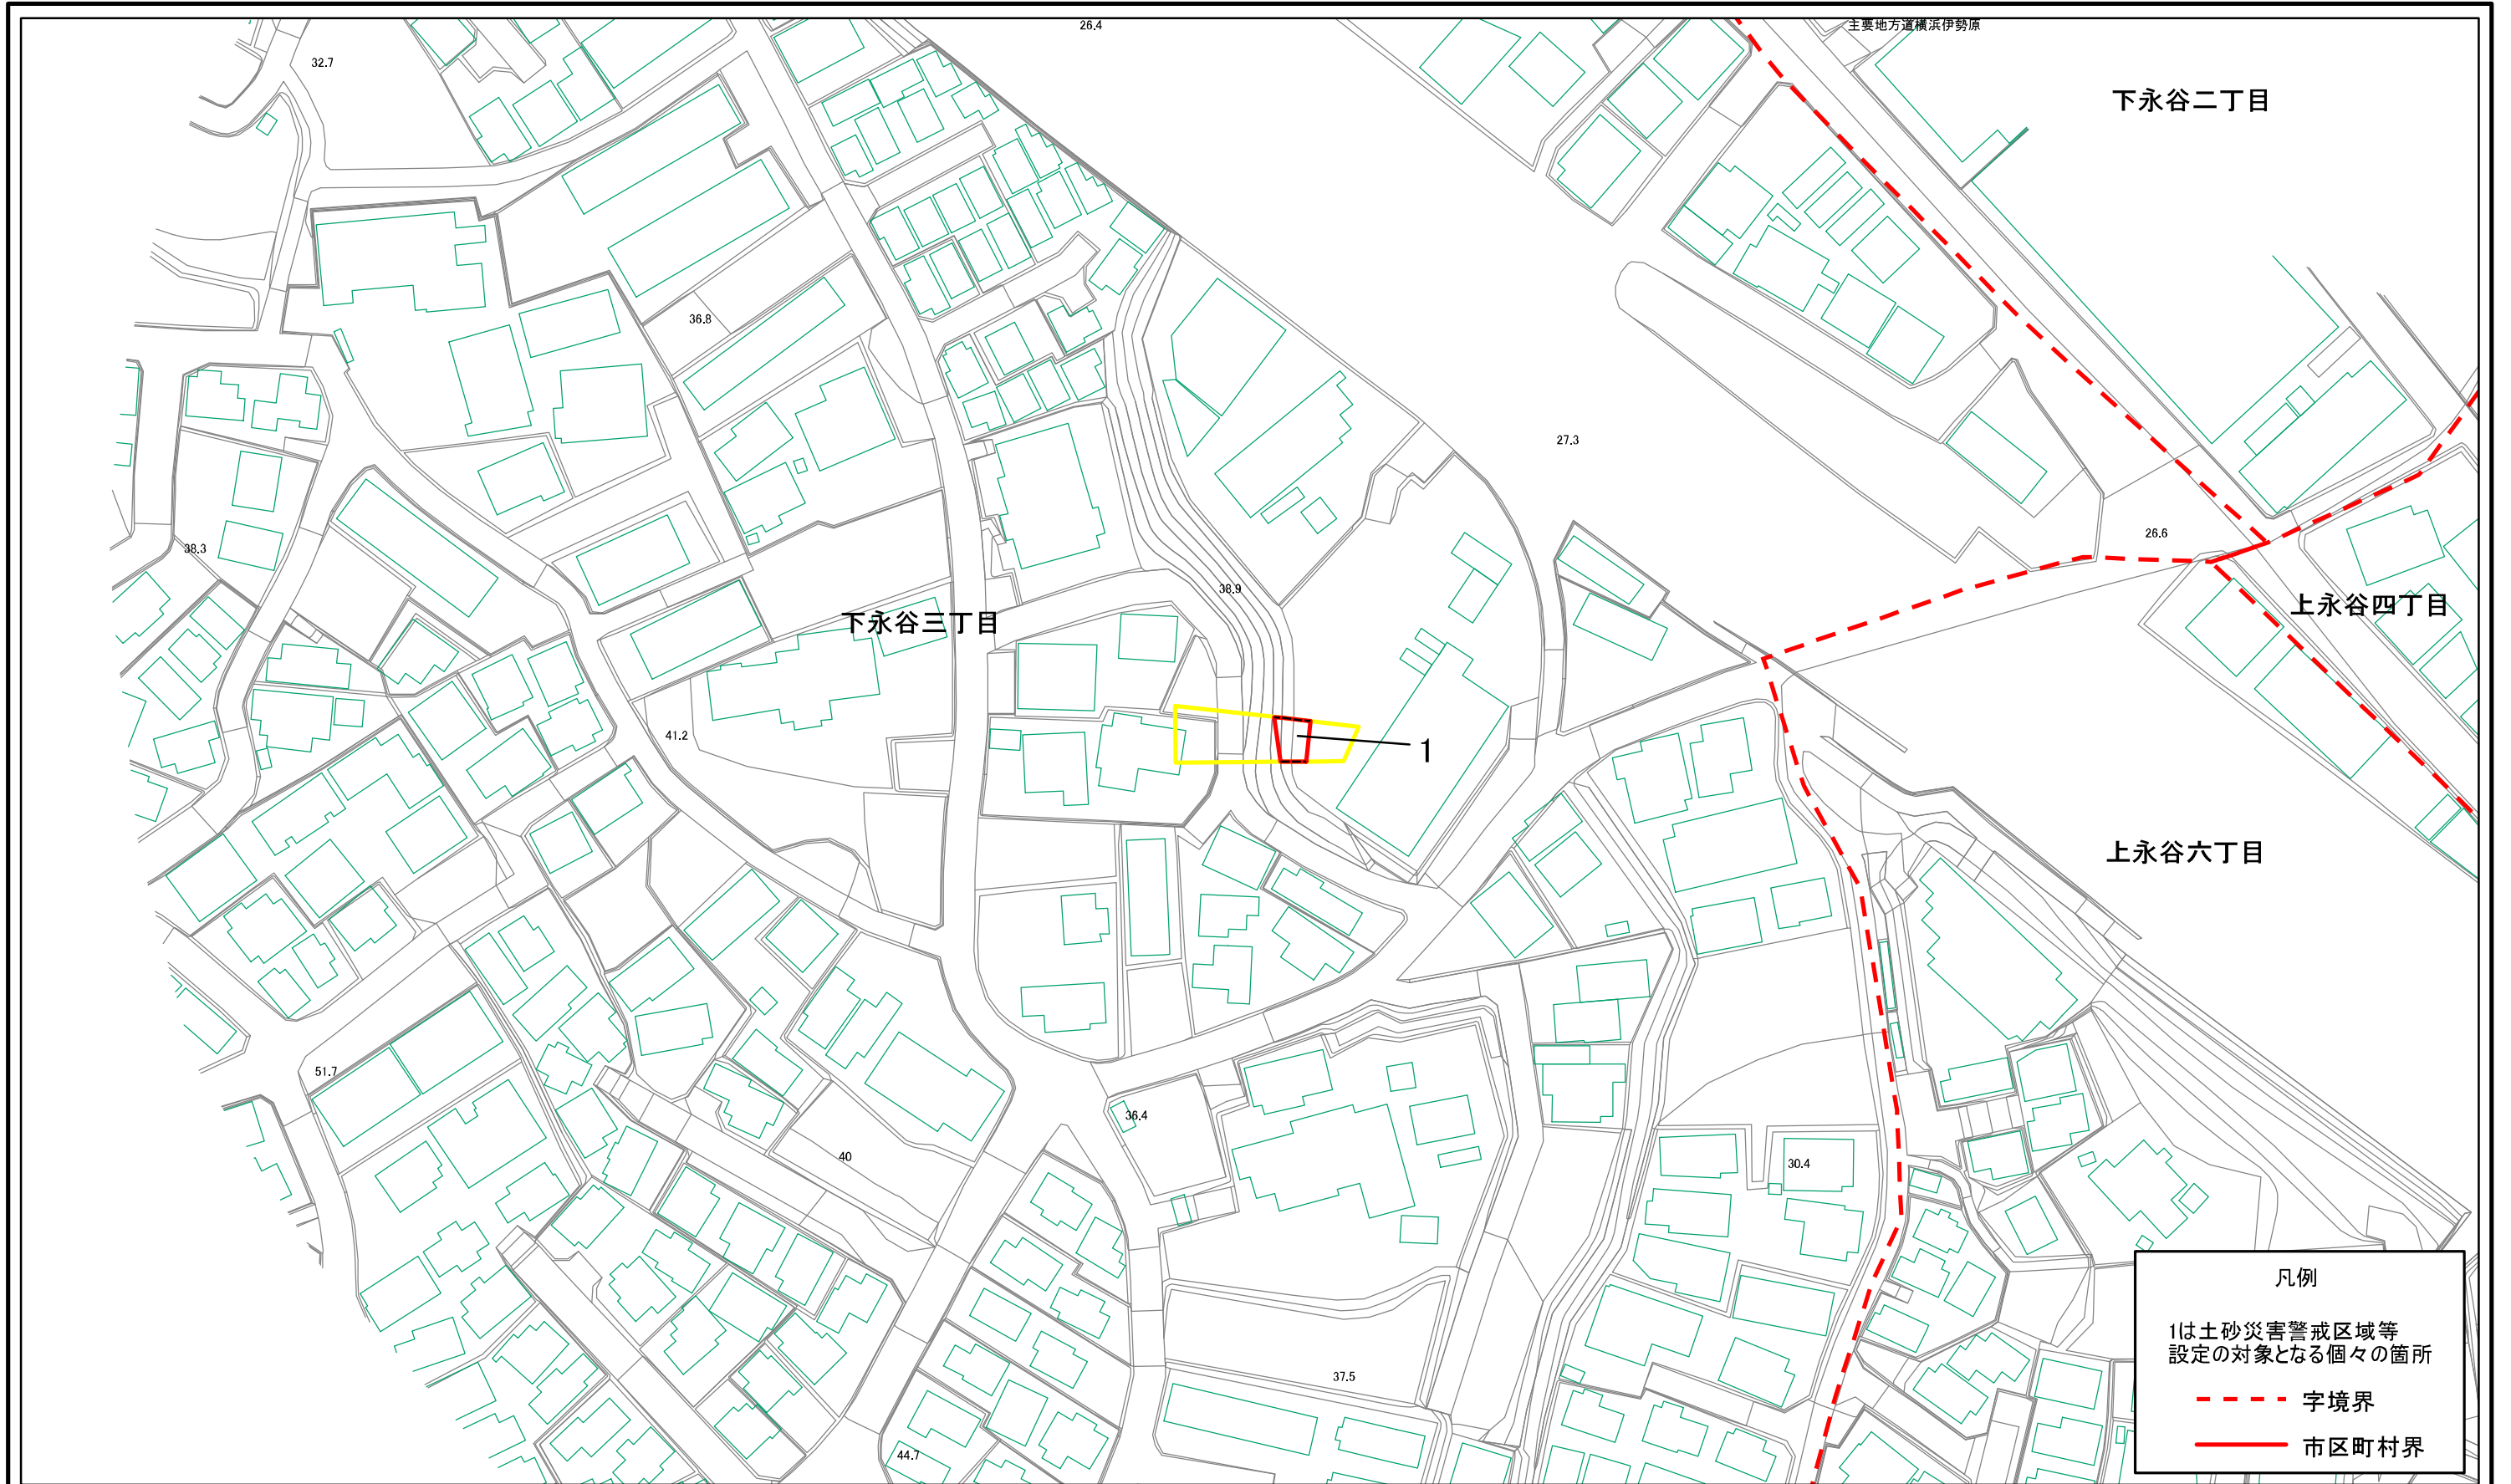 26.4
主要地方道横浜伊勢原
32.7
下永谷二丁目
36.8
27.3
26.6
38.3
38.9
上永谷四丁目
下永谷三丁目
41.2
1
上永谷六丁目
51.7
36.4
40
30.4
37.5
44.7
凡例
1は土砂災害警戒区域等
設定の対象となる個々の箇所
字境界
市区町村界